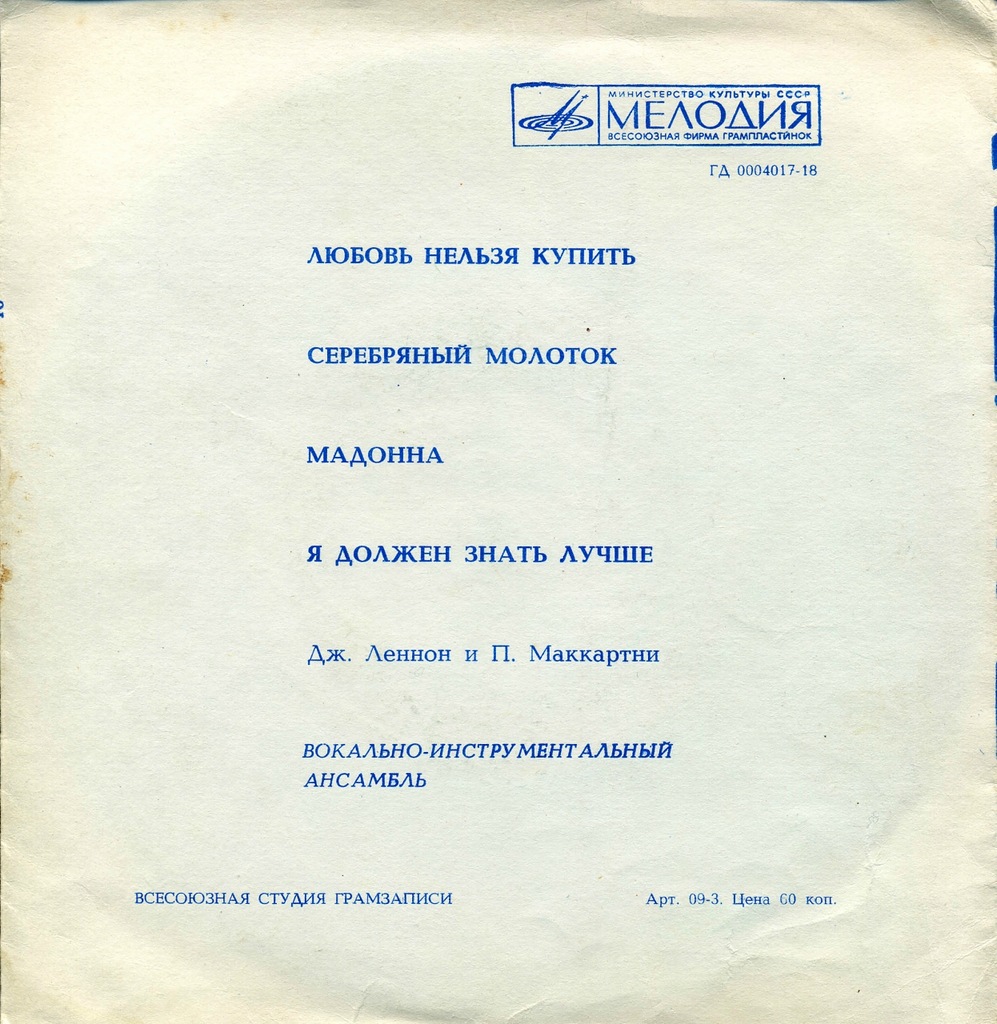 МИНИСТЕРСТВО КУЛЬТУРЫ СССР
МЕЛОДИЯ
ВСЕСОЮЗНАЯ ФИРМА ГРАМПЛАСТИНОК
ГД 0004017-18
ЛЮБОВЬ НЕЛЬЗЯ КУПИТЬ
СЕРЕБРЯНЫЙ МОЛОТОК
МАДОННА
Я ДОЛЖЕН ЗНАТЬ ЛУЧШЕ
Дж. Леннон и П. Маккартни
ВОКАЛЬНО-ИНСТРУМЕНТАЛЬНЫЙ
АНСАМБЛЬ
ВСЕСОЮЗНАЯ СТУДИЯ ГРАМЗАПИСИ
Арт. 09-3. Цена 60 коп.